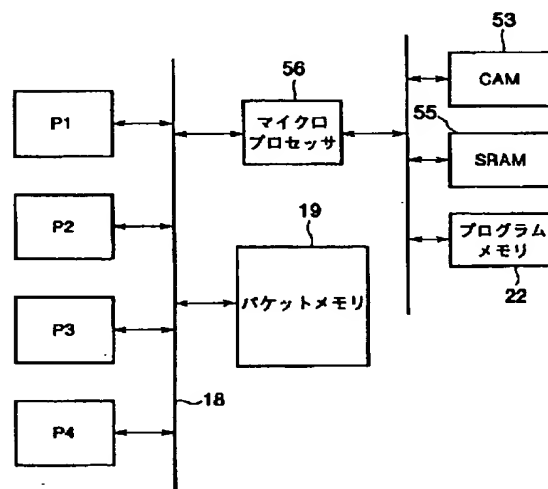 53
56
CAM
P1
マイクロ
プロセッサ
55
SRAM
P2
19
プログラム
メモリ
22
パケットメモリ
P3
18
P4